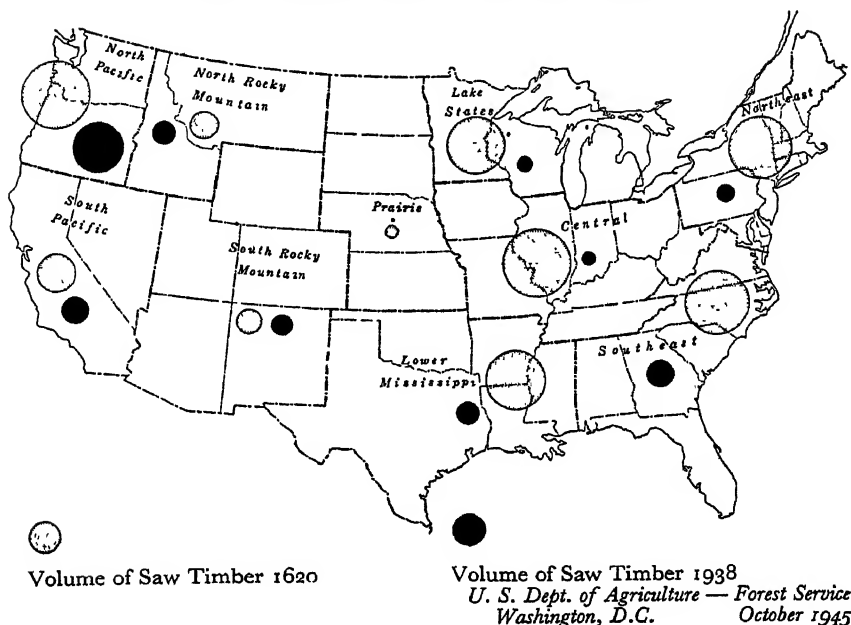 North
Pacific
North Rocky
Mountain
Lake
States
Northeast
South
Pacific
Prairie
Central
South Rocky
Mountain
Lower
Mississippi
Southeast
Volume of Saw Timber 1620
Volume of Saw Timber 1938
U. S. Dept. of Agriculture — Forest Service
Washington, D.C. October 1945